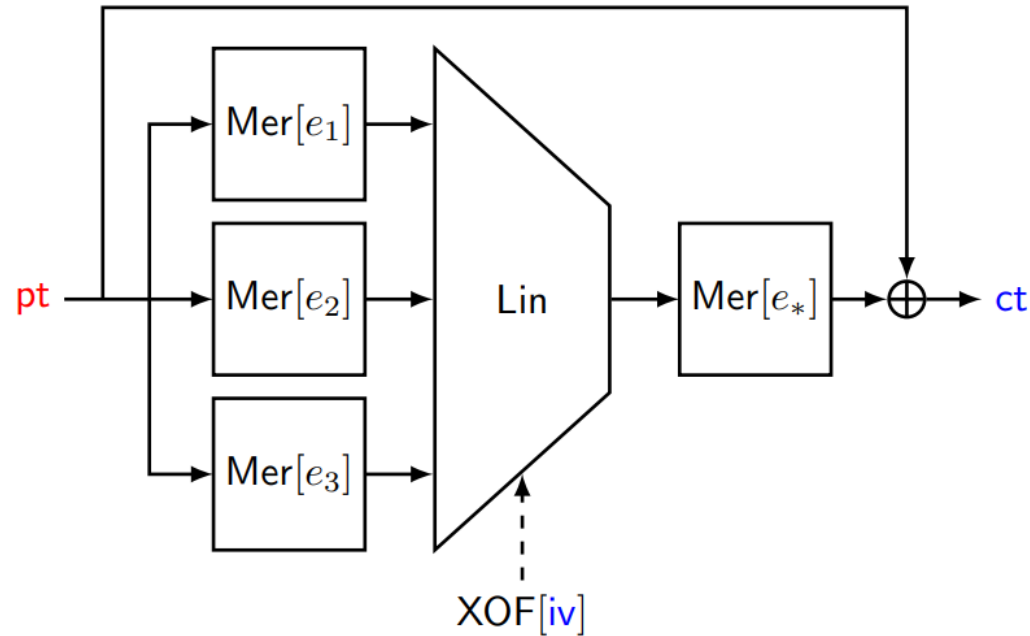 Mer[e₁]
pt
Mer[e₂]
Lin
Mer[e∗]
ct
Mer[e₃]
XOF[iv]